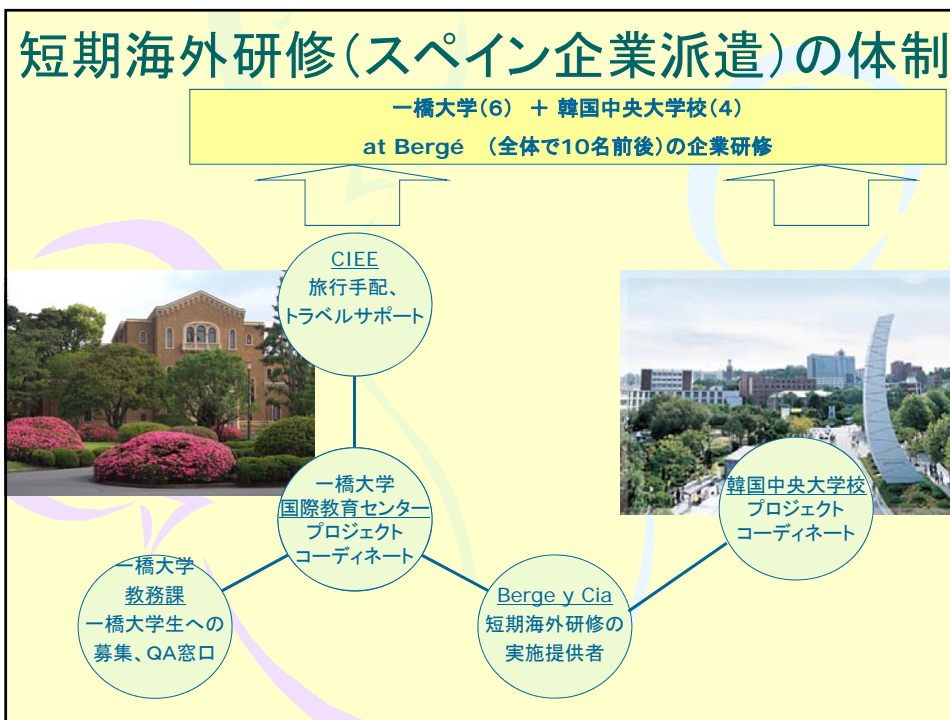 短期海外研修(スペイン企業派遣)の体制
一橋大学(6) + 韓国中央大学校(4)
at Bergé (全体で10名前後)の企業研修
CIEE
旅行手配、
トラベルサポート
一橋大学
国際教育センター
プロジェクト
コーディネート
韓国中央大学校
プロジェクト
コーディネート
一橋大学
教務課
一橋大学生への
募集、QA窓口
Berge y Cia
短期海外研修の
実施提供者